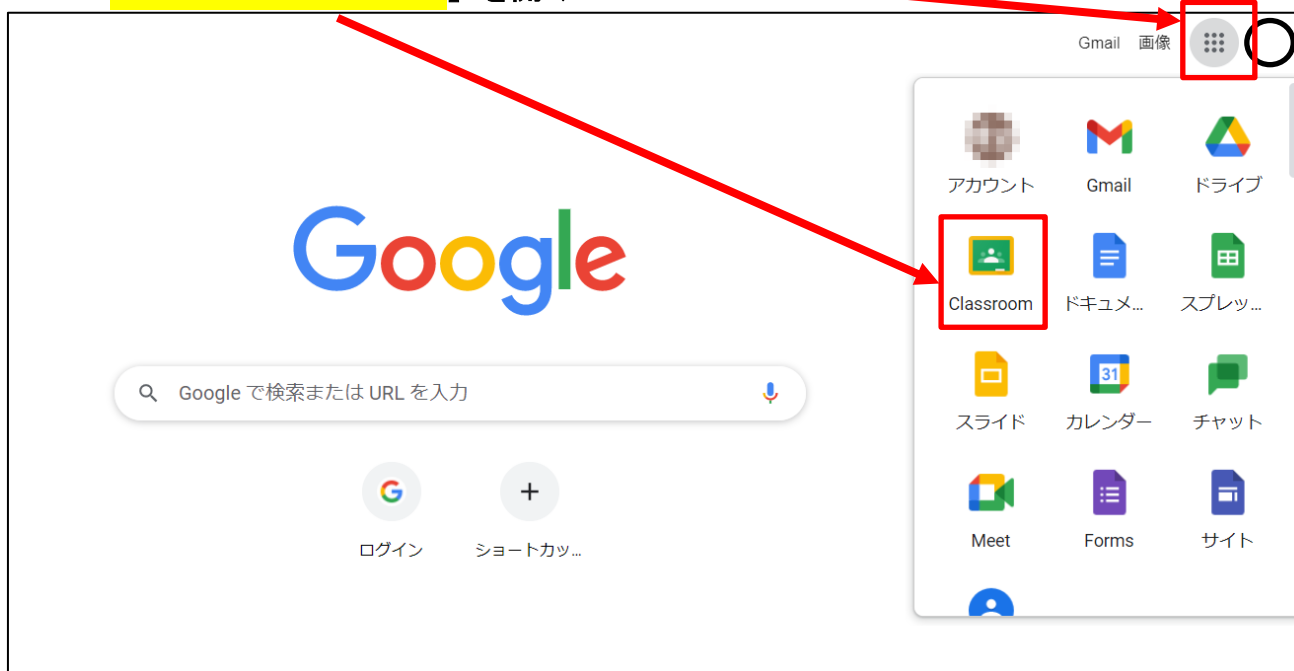 」を開く
Gmail 画像
アカウント Gmail ドライブ
Google
Classroom ドキュメ... スプレッ...
Google で検索または URL を入力
スライド カレンダー チャット
31
Meet Forms サイト
ログイン ショートカッ...